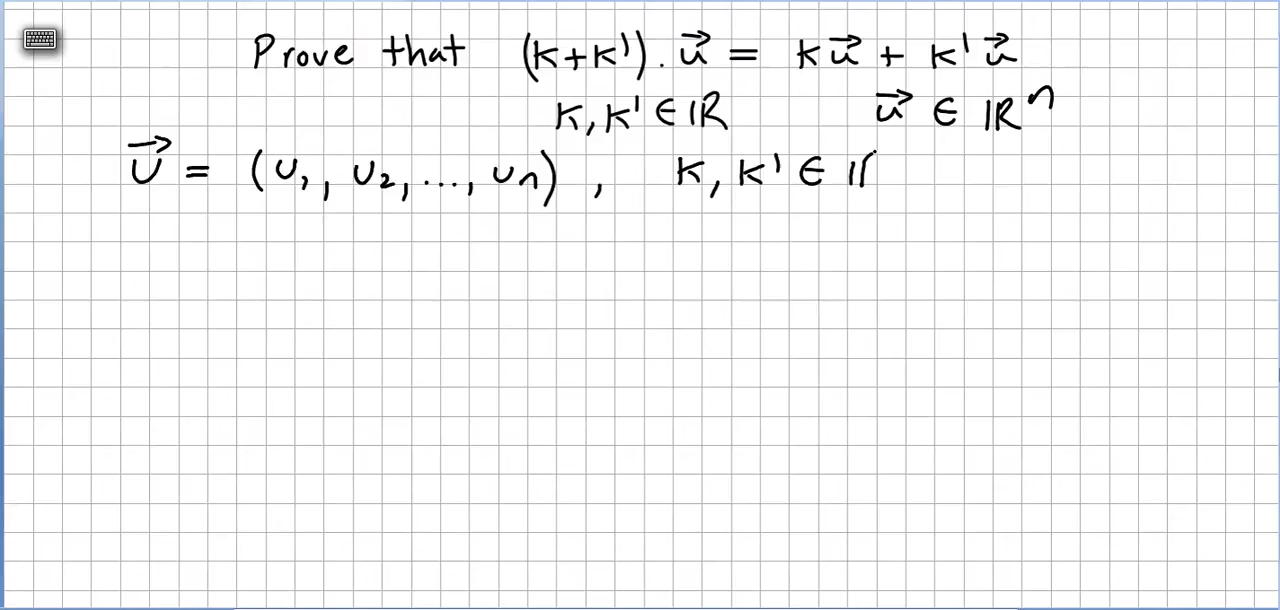 Prove that (k+k').u⃗ = ku⃗ + k'u⃗
k, k' ∈ ℝ u⃗ ∈ ℝⁿ
u⃗ = (u₁, u₂, ..., uₙ), k, k' ∈